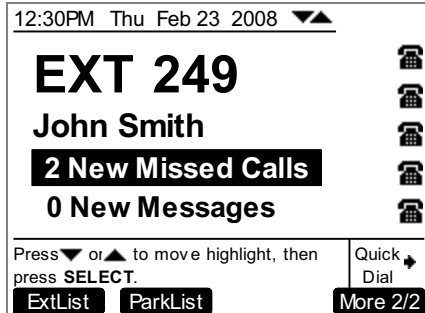 12:30PM Thu Feb 23 2008 ▼▲
EXT 249
John Smith
2 New Missed Calls
0 New Messages
Press▼ or▲ to move highlight, then
press SELECT.
Quick
Dial
ExtList ParkList More 2/2